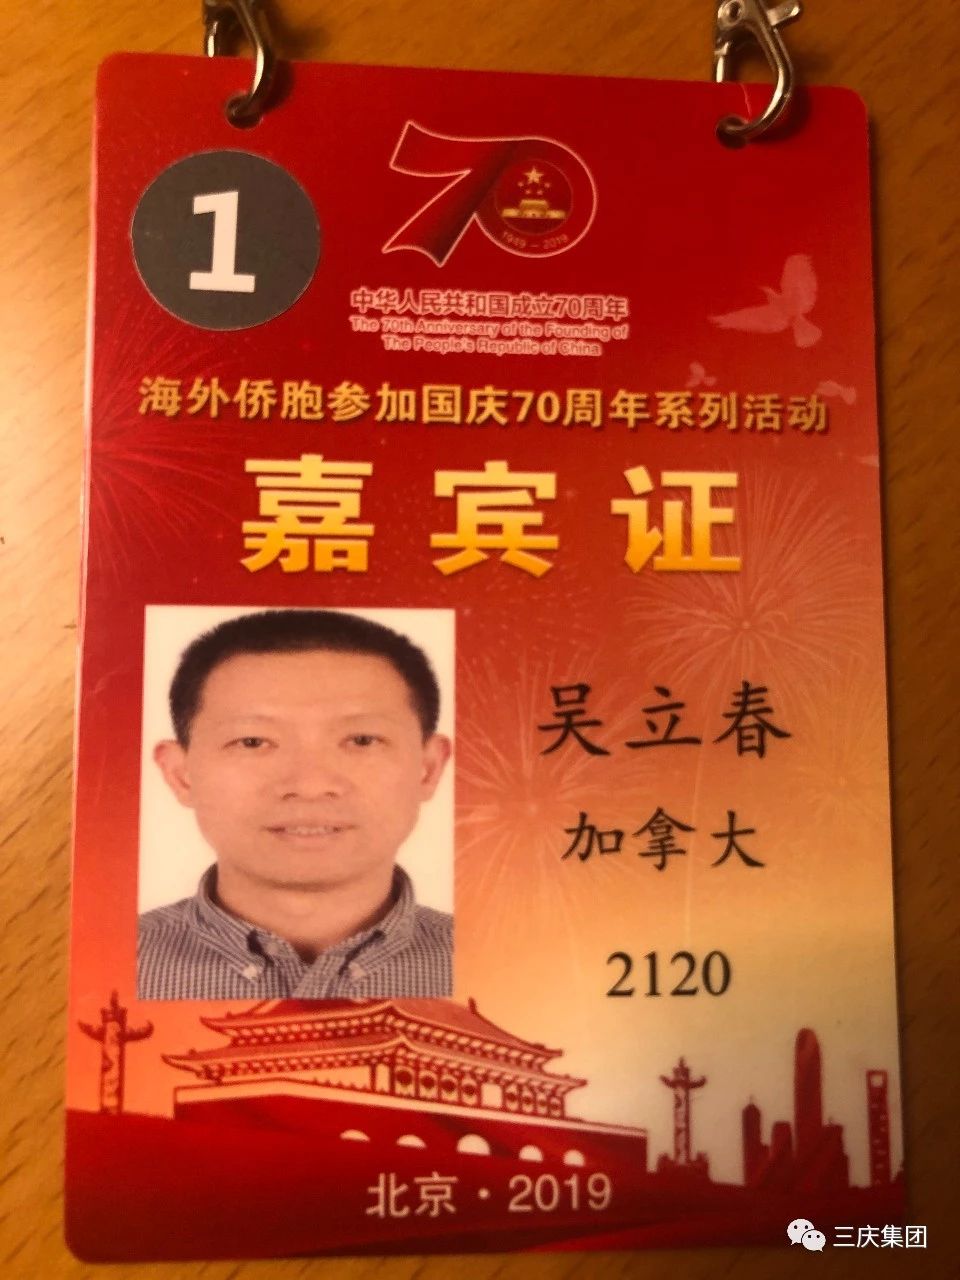 1
70
1949 - 2019
中华人民共和国成立70周年
The 70th Anniversary of the Founding of
The People's Republic of China
海外侨胞参加国庆70周年系列活动
嘉宾证
吴立春
加拿大
2120
北京·2019
三庆集团